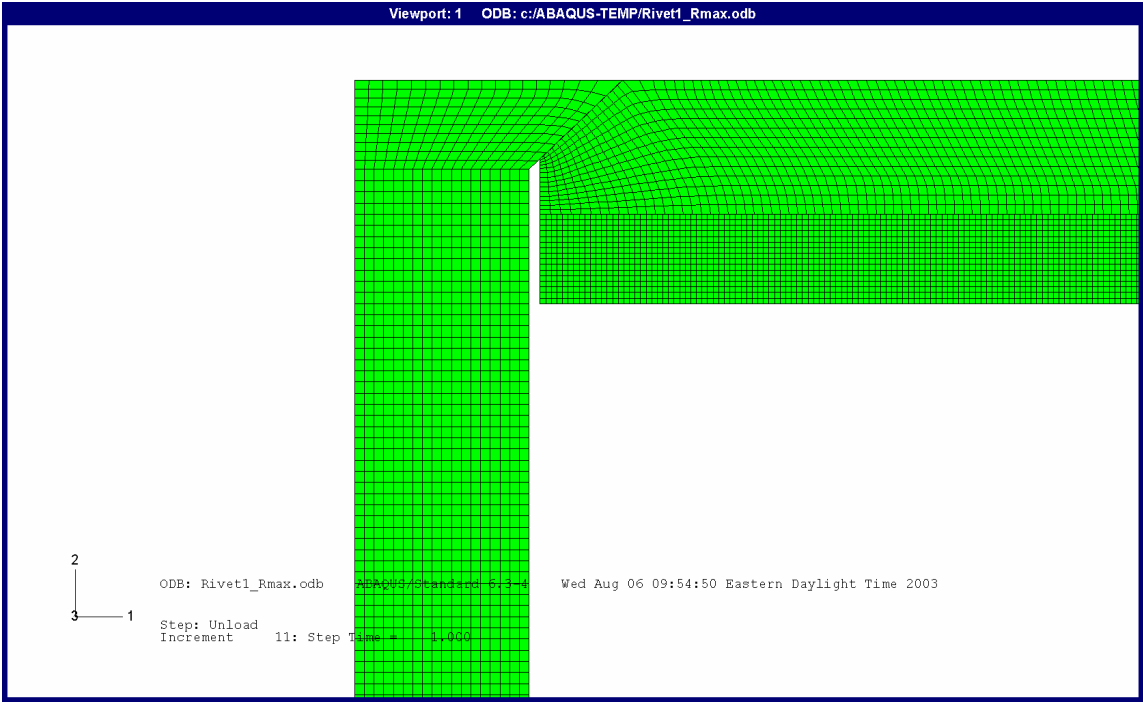 Viewport: 1 ODB: c:/ABAQUS-TEMP/Rivet1_Rmax.odb
2
3 1
ODB: Rivet1_Rmax.odb ABAQUS/Standard 6.3-4 Wed Aug 06 09:54:50 Eastern Daylight Time 2003
Step: Unload
Increment 11: Step Time = 1.000